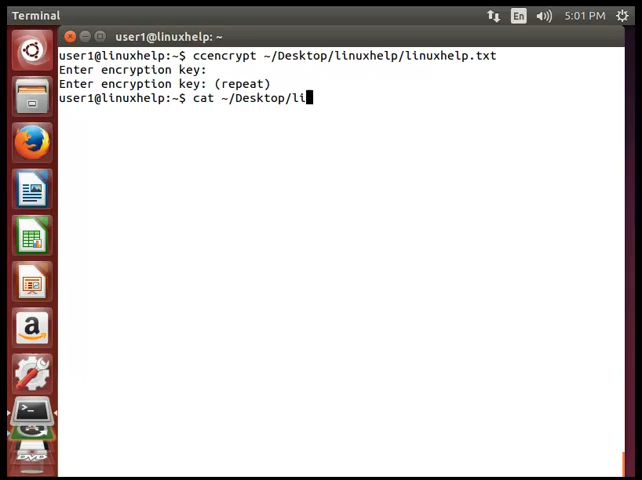 Terminal
En
5:01 PM
user1@linuxhelp: ~
user1@linuxhelp:~$ ccencrypt ~/Desktop/linuxhelp/linuxhelp.txt
Enter encryption key:
Enter encryption key: (repeat)
user1@linuxhelp:~$ cat ~/Desktop/li
a
>_
DVD